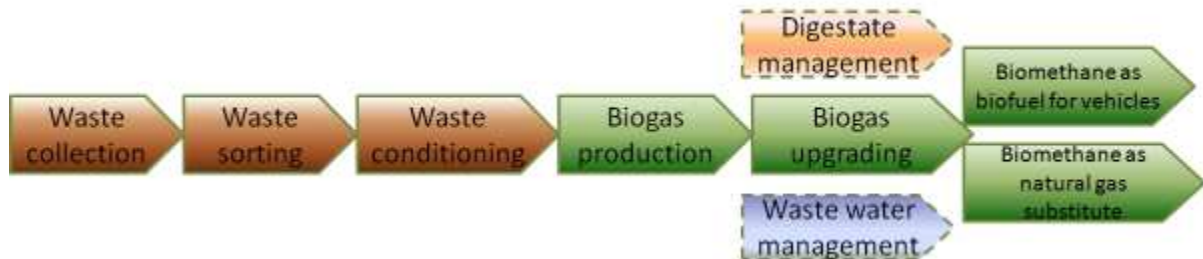 Waste
collection
Waste
sorting
Waste
conditioning
Biogas
production
Digestate
management
Biogas
upgrading
Waste water
management
Biomethane as
biofuel for vehicles
Biomethane as
natural gas
substitute